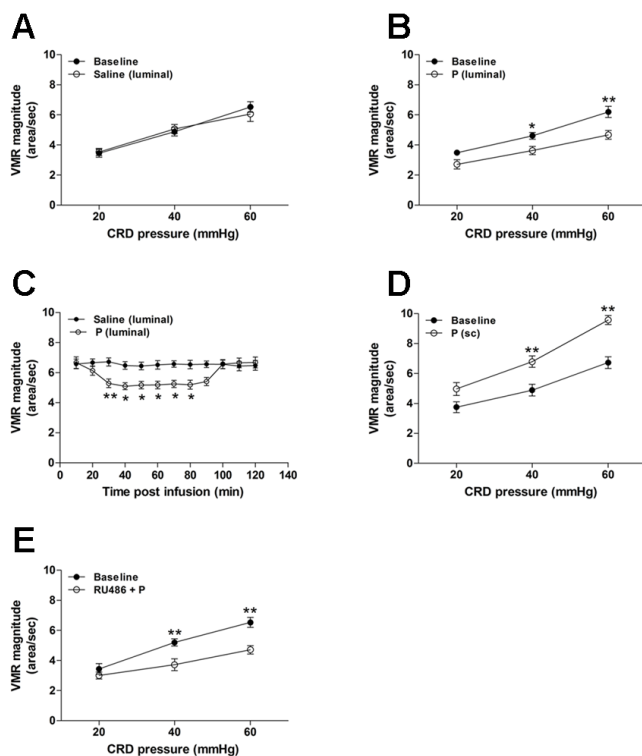 A
Baseline
Saline (luminal)
VMR magnitude
(area/sec)
10
8
6
4
2
0
20
40
60
CRD pressure (mmHg)
B
Baseline
P (luminal)
VMR magnitude
(area/sec)
10
8
6
4
2
0
*
**
20
40
60
CRD pressure (mmHg)
C
Saline (luminal)
P (luminal)
VMR magnitude
(area/sec)
10
8
6
4
2
0
** * * * * *
0 20 40 60 80 100 120 140
Time post infusion (min)
D
Baseline
P (sc)
VMR magnitude
(area/sec)
10
8
6
4
2
0
**
**
20
40
60
CRD pressure (mmHg)
E
Baseline
RU486 + P
VMR magnitude
(area/sec)
10
8
6
4
2
0
**
**
20
40
60
CRD pressure (mmHg)